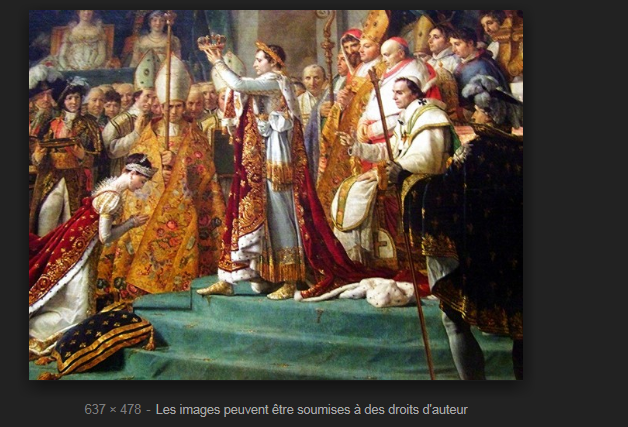 637 × 478 - Les images peuvent être soumises à des droits d'auteur